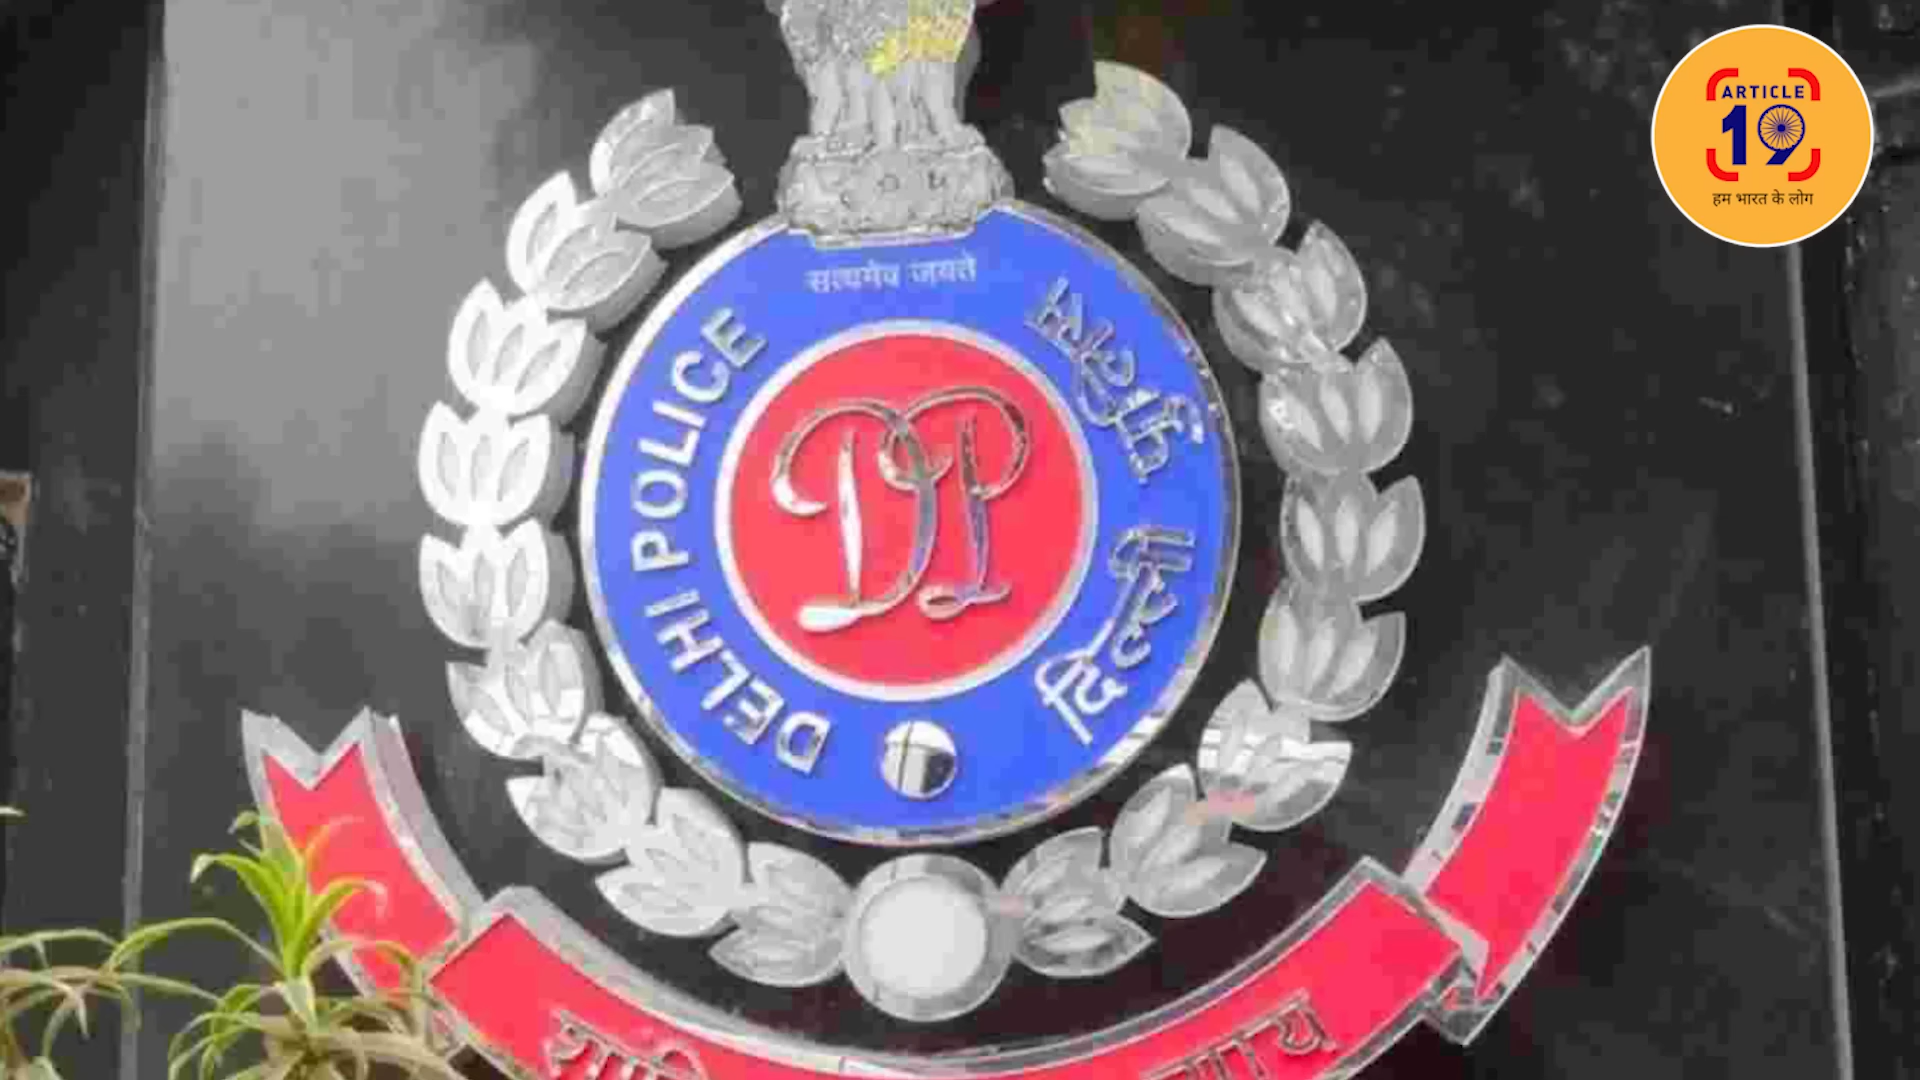 ARTICLE
19
हम भारत के लोग
सत्यमेव जयते
DELHI POLICE
दिल्ली पुलिस
DP